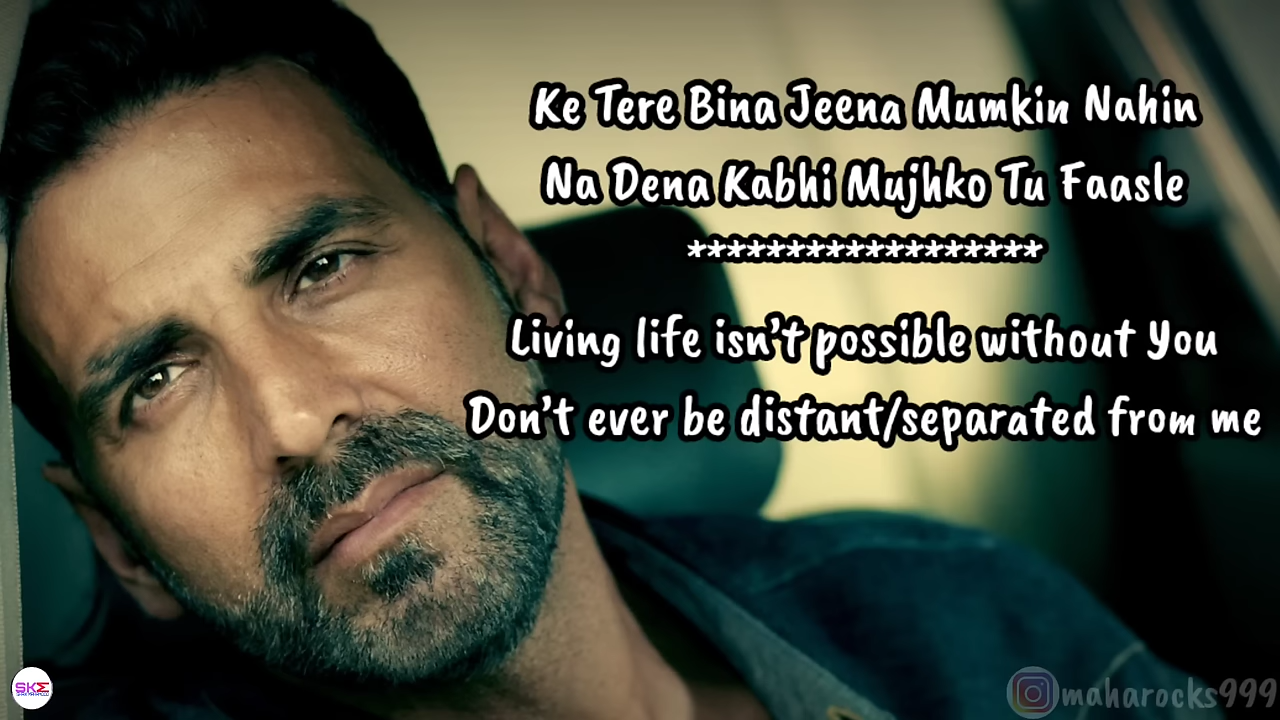 Ke Tere Bina Jeena Mumkin Nahin
Na Dena Kabhi Mujhko Tu Faasle
******************
Living life isn't possible without You
Don't ever be distant/separated from me
SKE
maharocks999